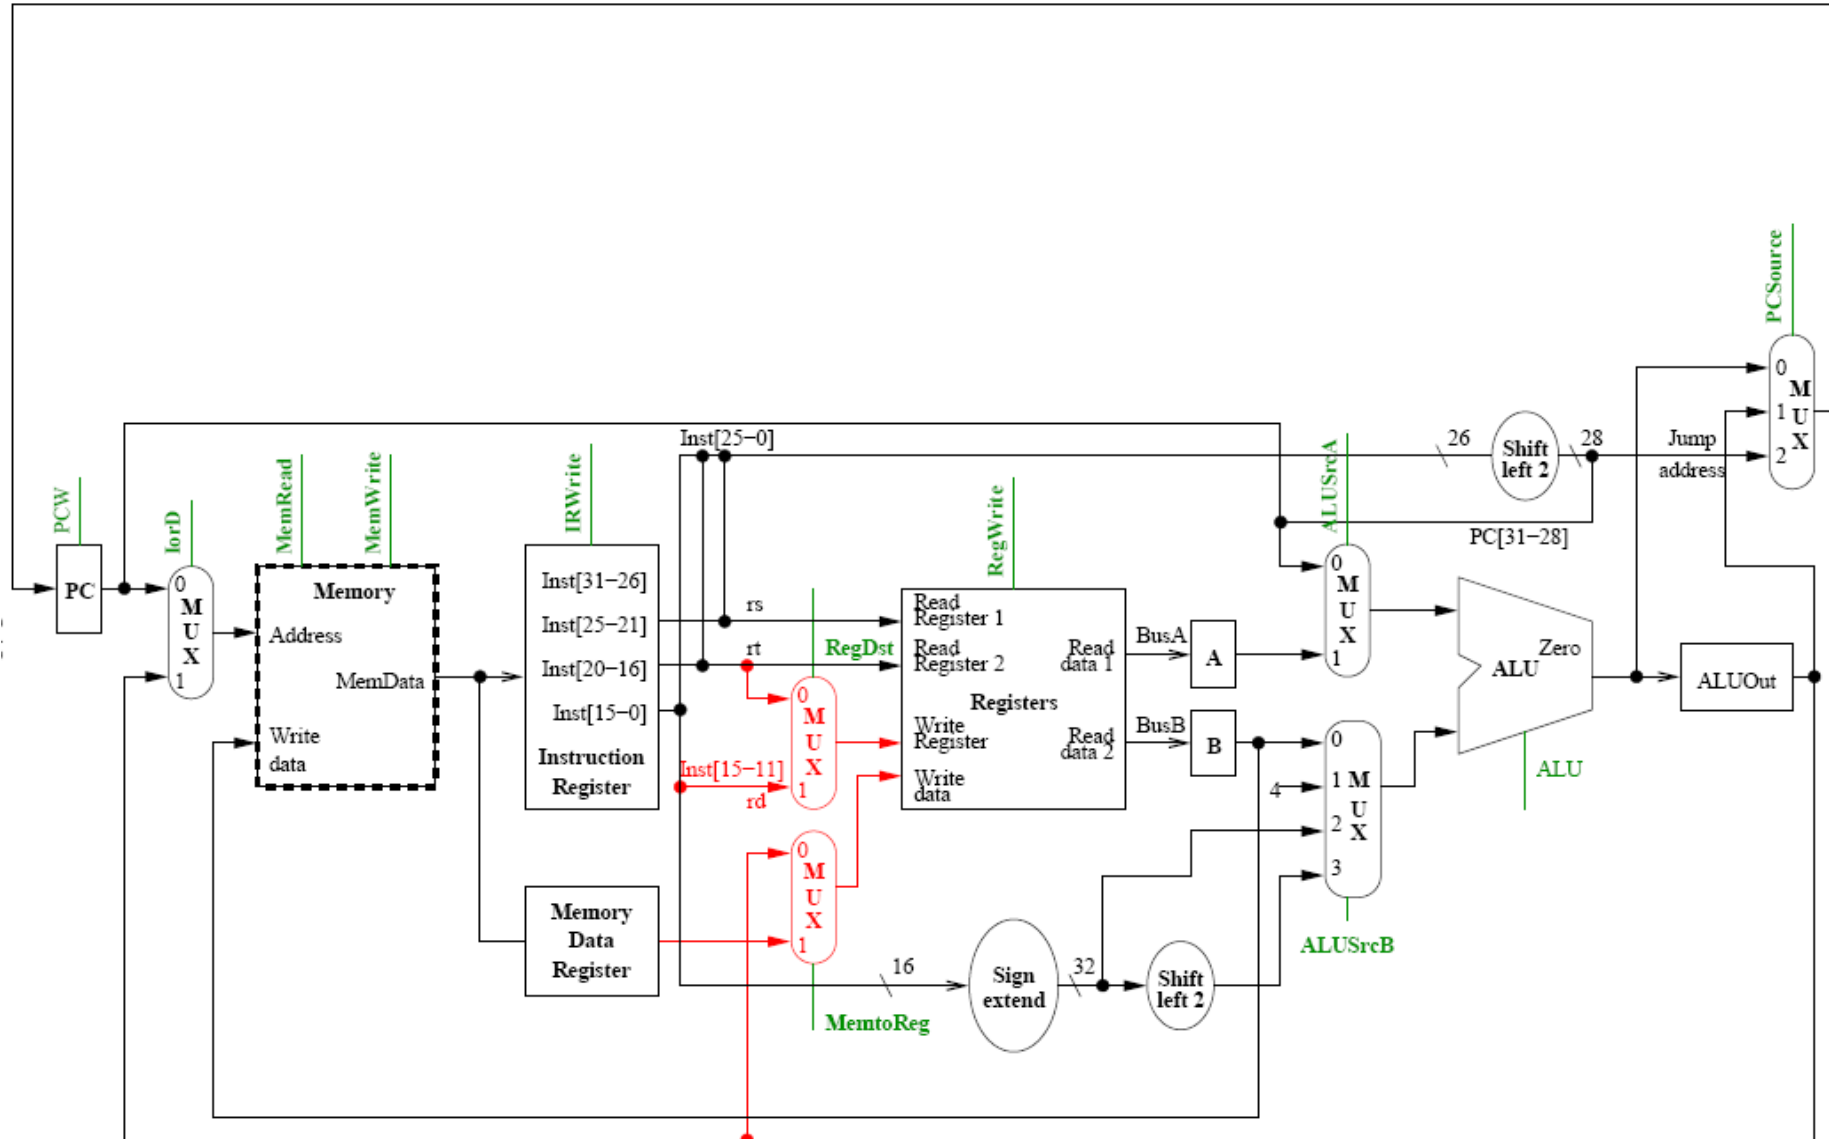 PCSource
0
M
1
U
X
2
Inst[25−0]
26
Shift
left 2
28
Jump
address
PC[31−28]
PCW
IorD
MemRead
MemWrite
IRWrite
RegWrite
ALUSrcA
PC
0
M
U
X
1
Memory
Address
MemData
Write
data
Inst[31−26]
Inst[25−21]
Inst[20−16]
Inst[15−0]
Instruction
Register
rs
rt
RegDst
0
M
U
X
1
Inst[15−11]
rd
Read
Register 1
Read
Register 2
Read
data 1
Registers
Write
Register
Read
data 2
Write
data
BusA
A
BusB
B
0
M
U
X
1
0
1
M
U
2
X
3
4
ALUSrcB
Zero
ALU
ALU
ALUOut
0
M
U
X
1
MemtoReg
Memory
Data
Register
16
Sign
extend
32
Shift
left 2